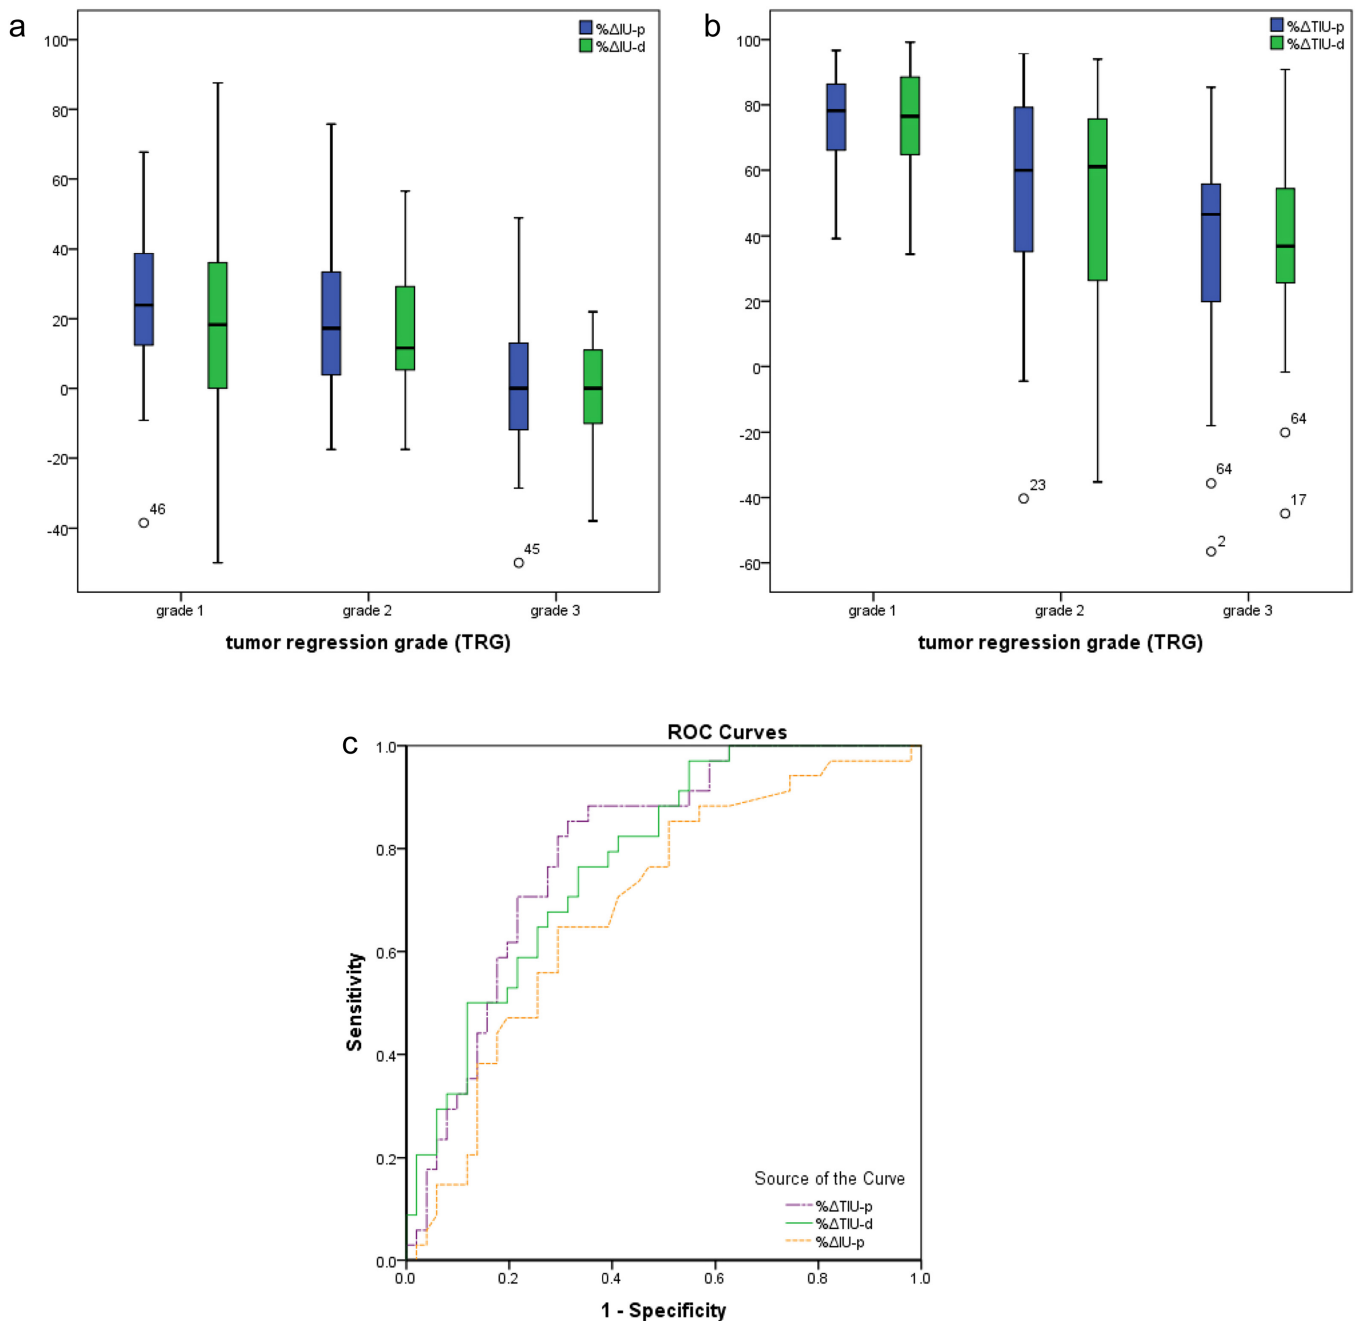 a
%ΔIU-p
%ΔIU-d
100
80
60
40
20
0
-20
-40
46
45
grade 1
grade 2
grade 3
tumor regression grade (TRG)
b
%ΔTIU-p
%ΔTIU-d
100
80
60
40
20
0
-20
-40
-60
23
64
2
64
17
grade 1
grade 2
grade 3
tumor regression grade (TRG)
c
ROC Curves
1.0
0.8
0.6
0.4
0.2
0.0
Sensitivity
Source of the Curve
%ΔTIU-p
%ΔTIU-d
%ΔIU-p
0.0
0.2
0.4
0.6
0.8
1.0
1 - Specificity